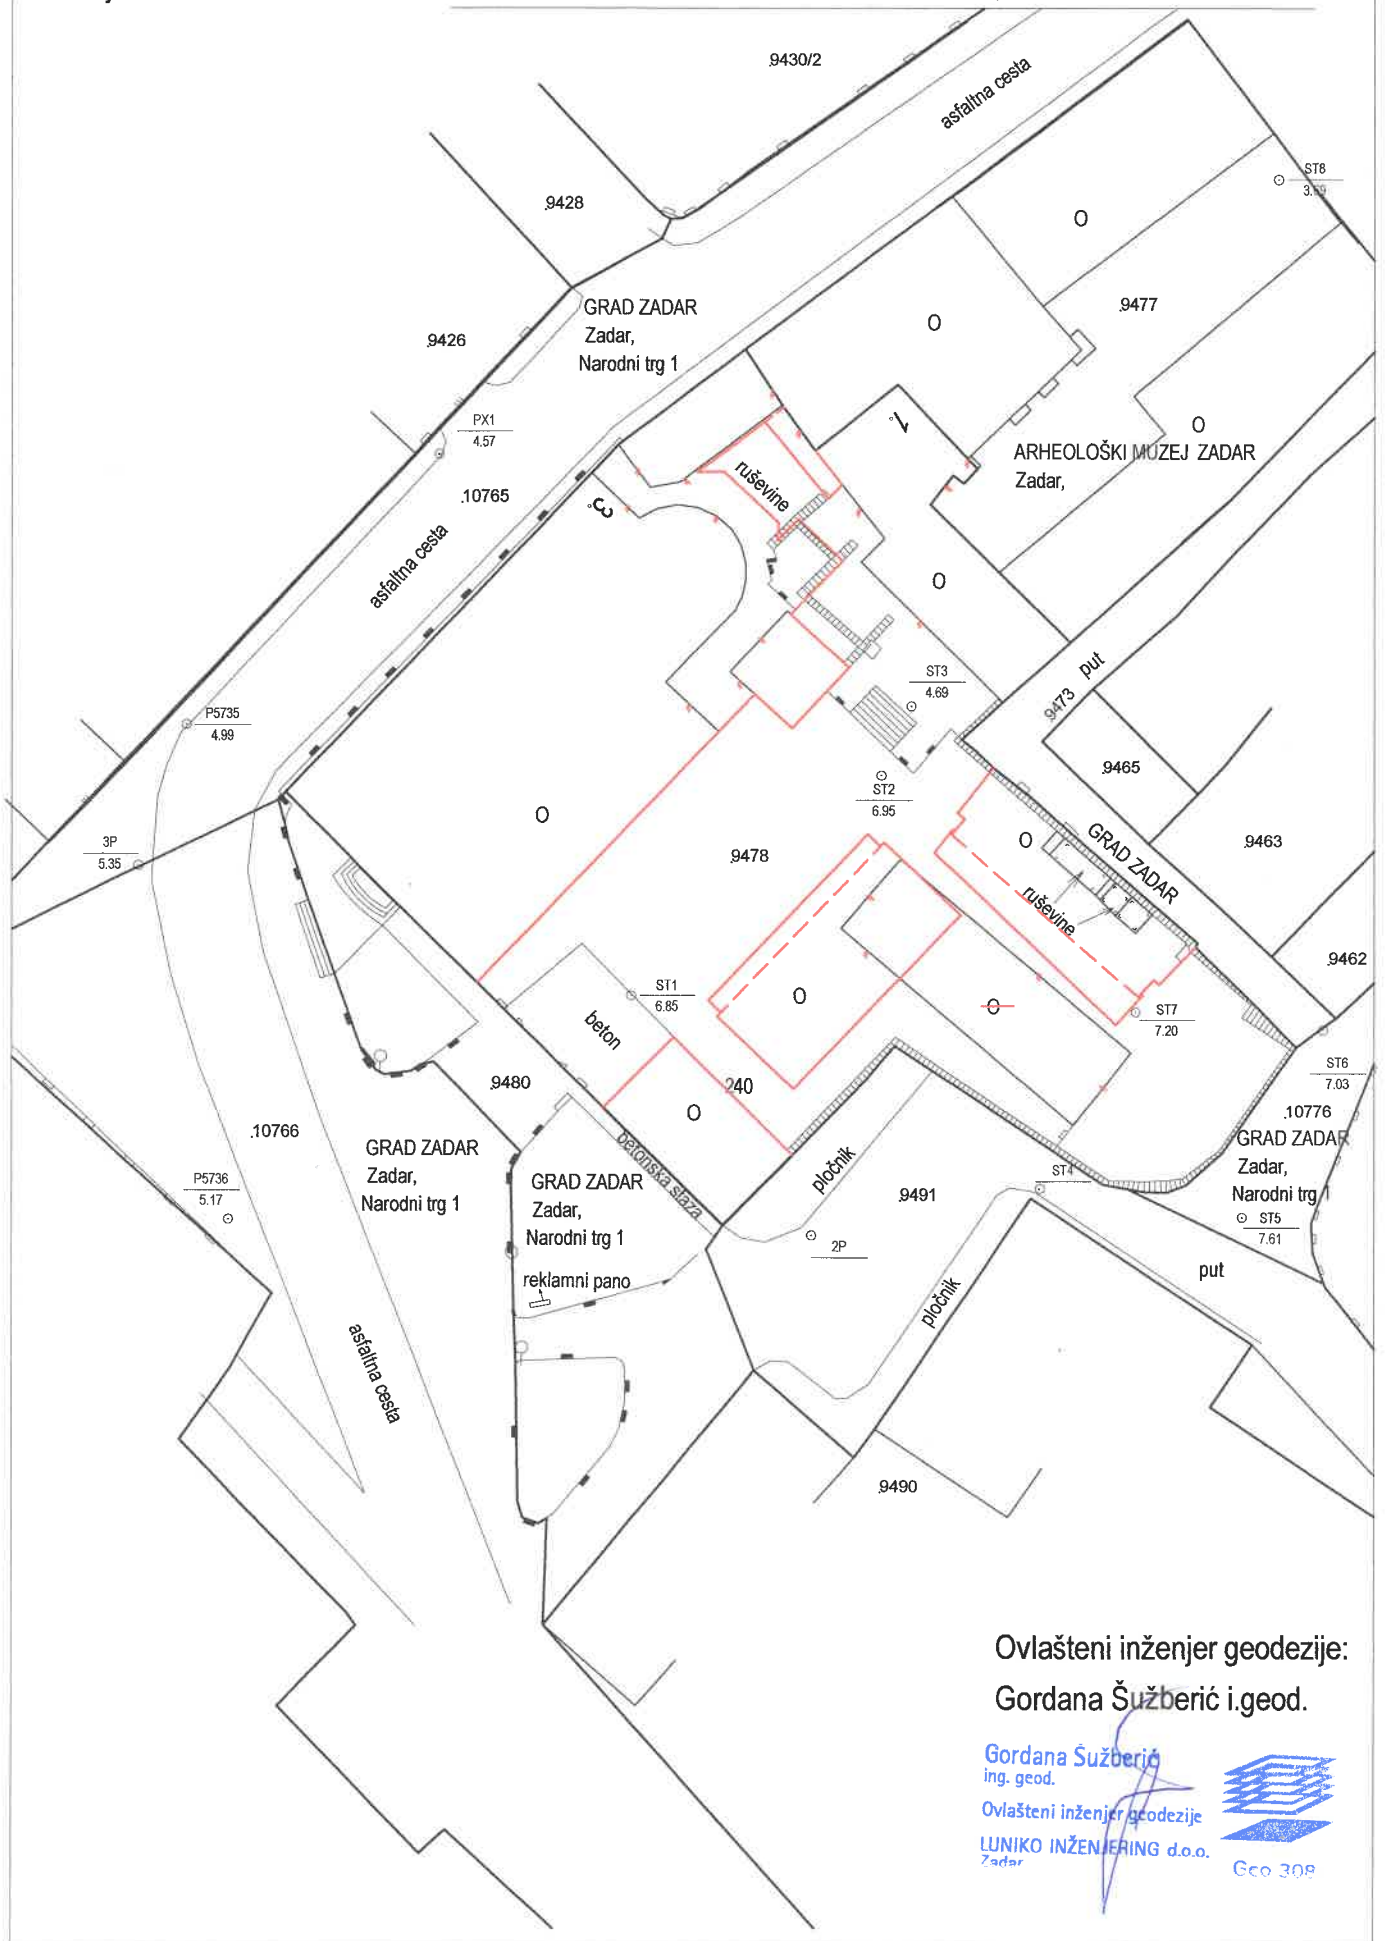 9430/2
asfaltna cesta
ST8
3.59
9428
O
9477
GRAD ZADAR
Zadar,
Narodni trg 1
O
9426
PX1
4.57
1.
O
ARHEOLOŠKI MUZEJ ZADAR
Zadar,
ruševine
10765
3.
asfaltna cesta
O
put
ST3
4.69
9473
P5735
4.99
9465
ST2
6.95
O
3P
5.35
9478
O
GRAD ZADAR
9463
ruševine
9462
ST1
6.85
O
O
ST7
7.20
beton
ST6
7.03
9480
240
O
10776
10766
GRAD ZADAR
Zadar,
Narodni trg 1
betonska staza
GRAD ZADAR
Zadar,
Narodni trg 1
pločnik
GRAD ZADAR
Zadar,
Narodni trg 1
P5736
5.17
ST4
9491
ST5
7.61
2P
reklamni pano
put
pločnik
asfaltna cesta
9490
Ovlašteni inženjer geodezije:
Gordana Šužberić i.geod.
Gordana Šužberić
ing. geod.
Ovlašteni inženjer geodezije
LUNIKO INŽENJERING d.o.o.
Zadar
Geo 308